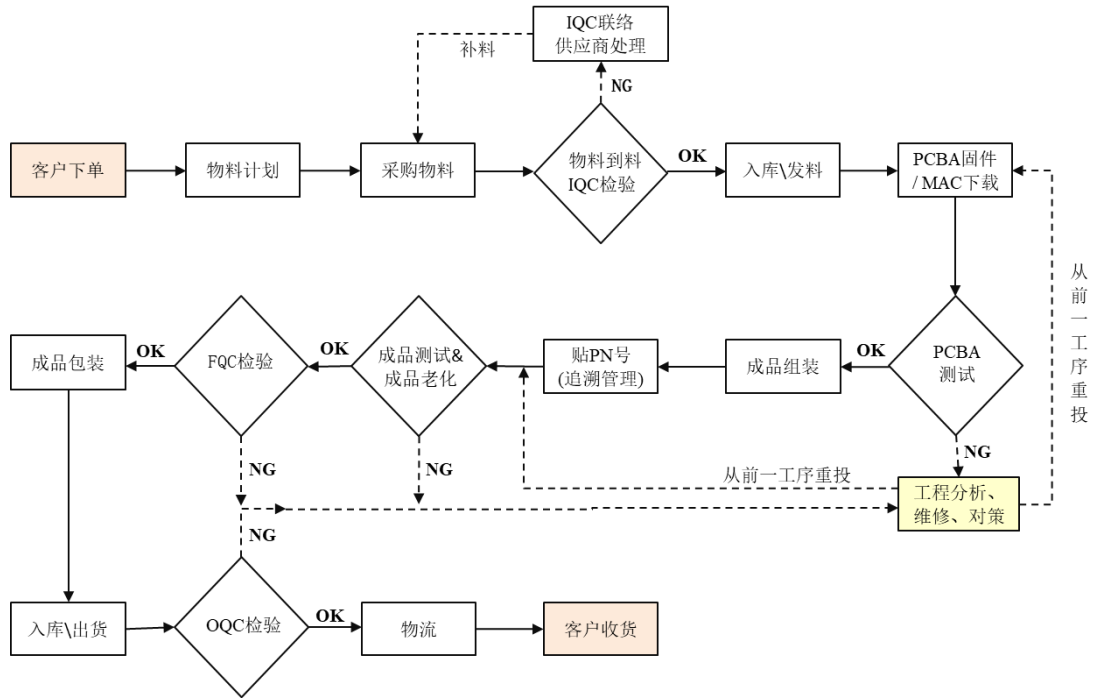 IQC联络
供应商处理
补料
NG
客户下单
物料计划
采购物料
物料到料
IQC检验
OK
入库\发料
PCBA固件
/ MAC下载
从前一工序重投
成品包装
OK
FQC检验
OK
成品测试&
成品老化
贴PN号
(追溯管理)
成品组装
OK
PCBA
测试
NG
NG
NG
从前一工序重投
工程分析、
维修、对策
NG
入库\出货
OQC检验
OK
物流
客户收货